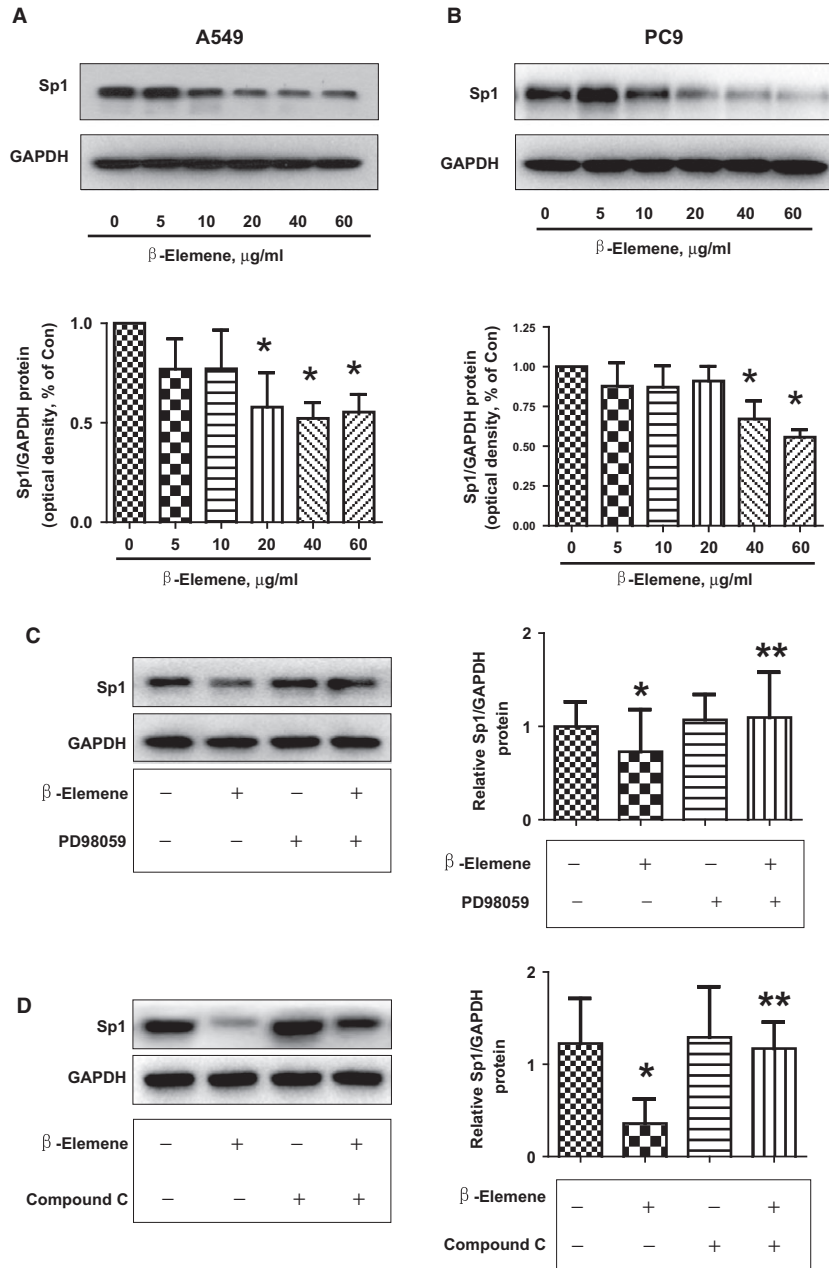 A
A549
Sp1
GAPDH
0 5 10 20 40 60
β-Elemene, μg/ml
1.0
0.5
0.0
Sp1/GAPDH protein
(optical density, % of Con)
* * *
0 5 10 20 40 60
β-Elemene, μg/ml
B
PC9
Sp1
GAPDH
0 5 10 20 40 60
β-Elemene, μg/ml
1.25
1.00
0.75
0.50
0.25
0.00
Sp1/GAPDH protein
(optical density, % of Con)
* *
0 5 10 20 40 60
β-Elemene, μg/ml
C
Sp1
GAPDH
β-Elemene − + − +
PD98059 − − + +
2
1
0
Relative Sp1/GAPDH
protein
* **
β-Elemene − + − +
PD98059 − − + +
D
Sp1
GAPDH
β-Elemene − + − +
Compound C − − + +
2
1
0
Relative Sp1/GAPDH
protein
* **
β-Elemene − + − +
Compound C − − + +